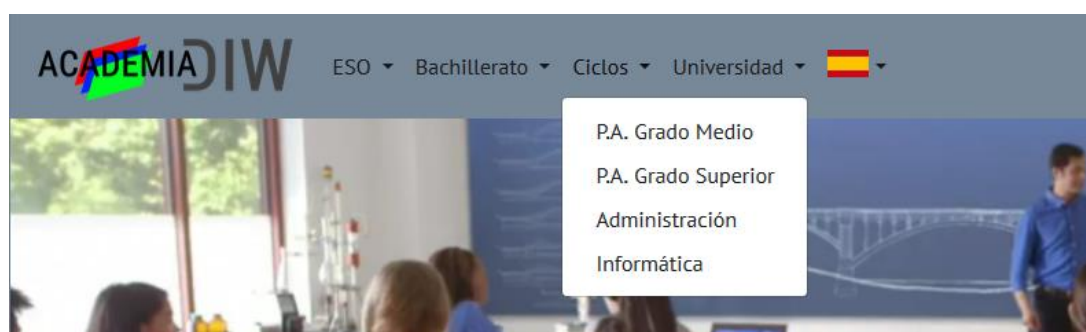 ACADEMIA DIW ESO Bachillerato Ciclos Universidad
P.A. Grado Medio
P.A. Grado Superior
Administración
Informática